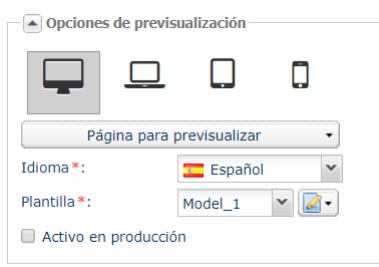 Opciones de previsualización
Página para previsualizar
Idioma*: Español
Plantilla*: Model_1
Activo en producción